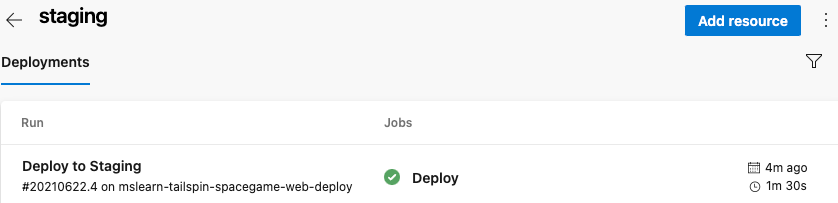 staging
Add resource
Deployments
Run
Jobs
Deploy to Staging
#20210622.4 on mslearn-tailspin-spacegame-web-deploy
Deploy
4m ago
1m 30s